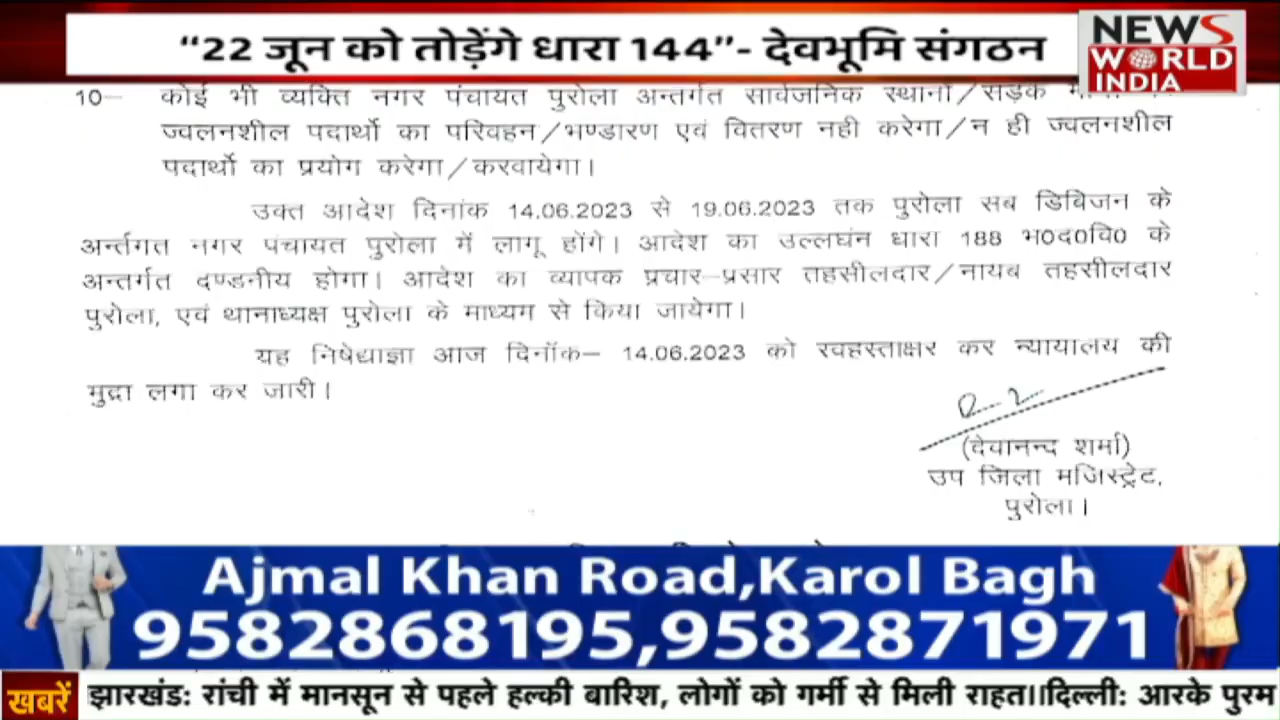 “22 जून को तोड़ेंगे धारा 144”- देवभूमि संगठन
NEWS
WORLD
INDIA
10— कोई भी व्यक्ति नगर पंचायत पुरोला अन्तर्गत सार्वजनिक स्थानों/सड़क
ज्वलनशील पदार्थो का परिवहन/भण्डारण एवं वितरण नही करेगा/न ही ज्वलनशील
पदार्थो का प्रयोग करेगा/करवायेगा।
उक्त आदेश दिनांक 14.06.2023 से 19.06.2023 तक पुरोला सब डिविजन के
अर्न्तगत नगर पंचायत पुरोला में लागू होंगे। आदेश का उल्लघंन धारा 188 भ0द0वि0 के
अन्तर्गत दण्डनीय होगा। आदेश का व्यापक प्रचार–प्रसार तहसीलदार/नायब तहसीलदार
पुरोला, एवं थानाध्यक्ष पुरोला के माध्यम से किया जायेगा।
यह निषेधाज्ञा आज दिनॉक– 14.06.2023 को स्वहस्ताक्षर कर न्यायालय की
मुद्रा लगा कर जारी।
(देवानन्द शर्मा)
उप जिला मजिस्ट्रेट,
पुरोला।
Ajmal Khan Road,Karol Bagh
9582868195,9582871971
खबरें झारखंड: रांची में मानसून से पहले हल्की बारिश, लोगों को गर्मी से मिली राहत।।दिल्ली: आरके पुरम